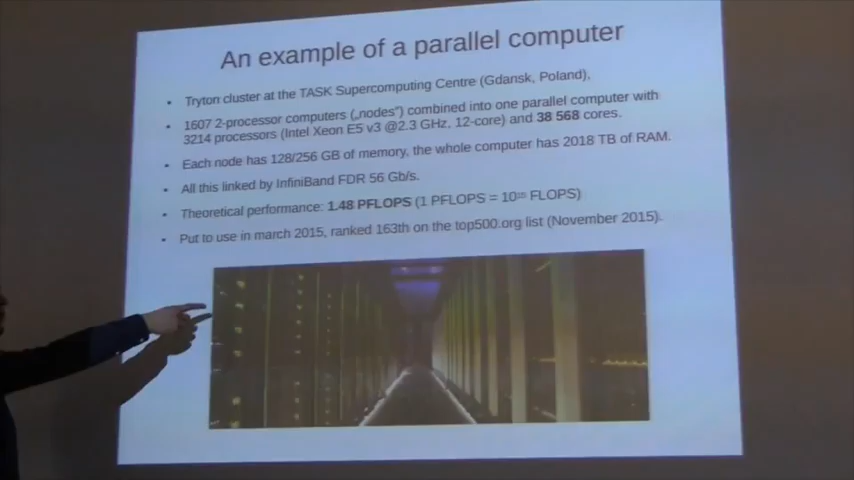 An example of a parallel computer
Tryton cluster at the TASK Supercomputing Centre (Gdansk, Poland),
1607 2-processor computers („nodes”) combined into one parallel computer with
3214 processors (Intel Xeon E5 v3 @2.3 GHz, 12-core) and 38 568 cores.
Each node has 128/256 GB of memory, the whole computer has 2018 TB of RAM.
All this linked by InfiniBand FDR 56 Gb/s.
Theoretical performance: 1.48 PFLOPS (1 PFLOPS = 10¹⁵ FLOPS)
Put to use in march 2015, ranked 163th on the top500.org list (November 2015).